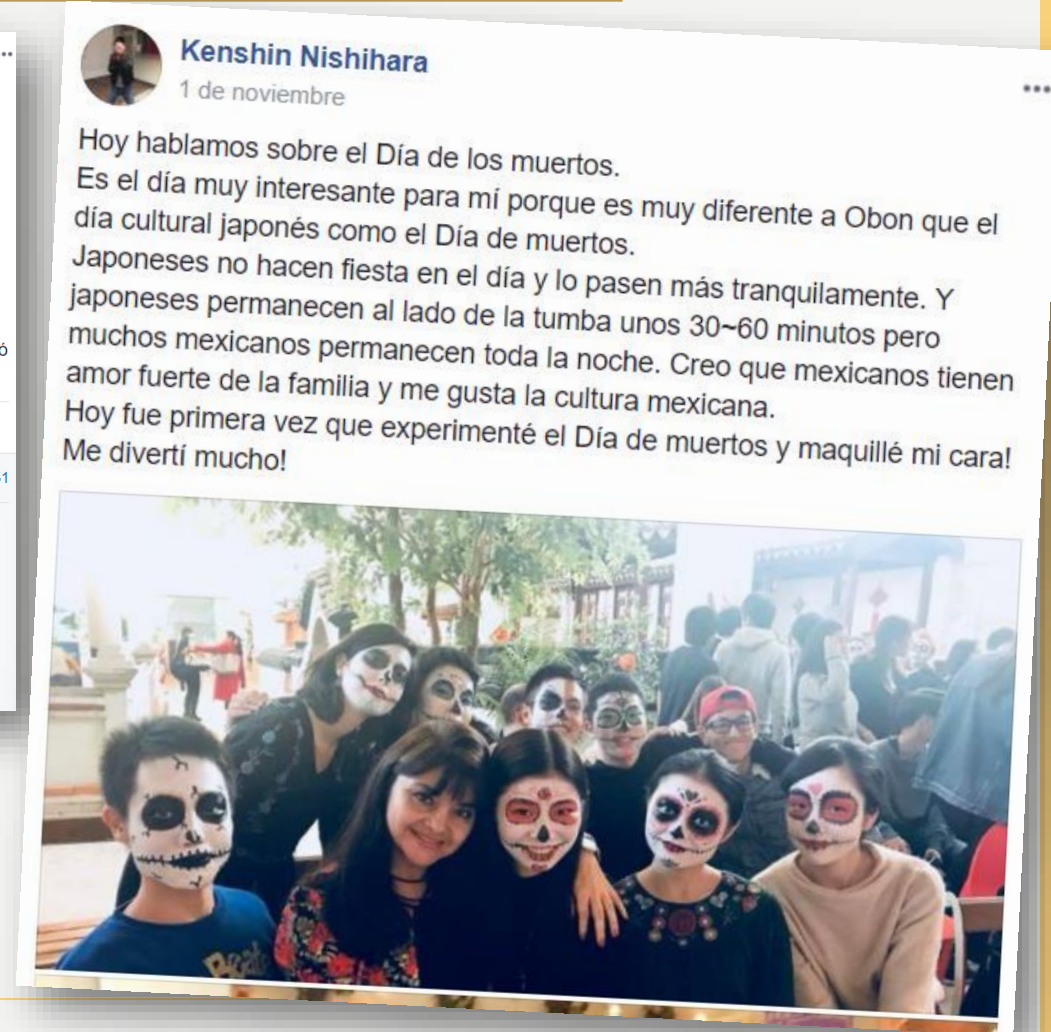 Kenshin Nishihara
1 de noviembre
Hoy hablamos sobre el Día de los muertos.
Es el día muy interesante para mí porque es muy diferente a Obon que el
día cultural japonés como el Día de muertos.
Japoneses no hacen fiesta en el día y lo pasen más tranquilamente. Y
japoneses permanecen al lado de la tumba unos 30~60 minutos pero
muchos mexicanos permanecen toda la noche. Creo que mexicanos tienen
amor fuerte de la familia y me gusta la cultura mexicana.
Hoy fue primera vez que experimenté el Día de muertos y maquillé mi cara!
Me divertí mucho!